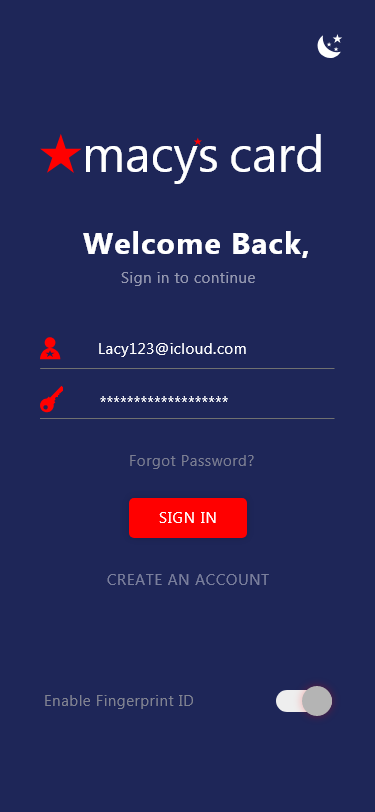 macy's card
Welcome Back,
Sign in to continue
Lacy123@icloud.com
*******************
Forgot Password?
SIGN IN
CREATE AN ACCOUNT
Enable Fingerprint ID